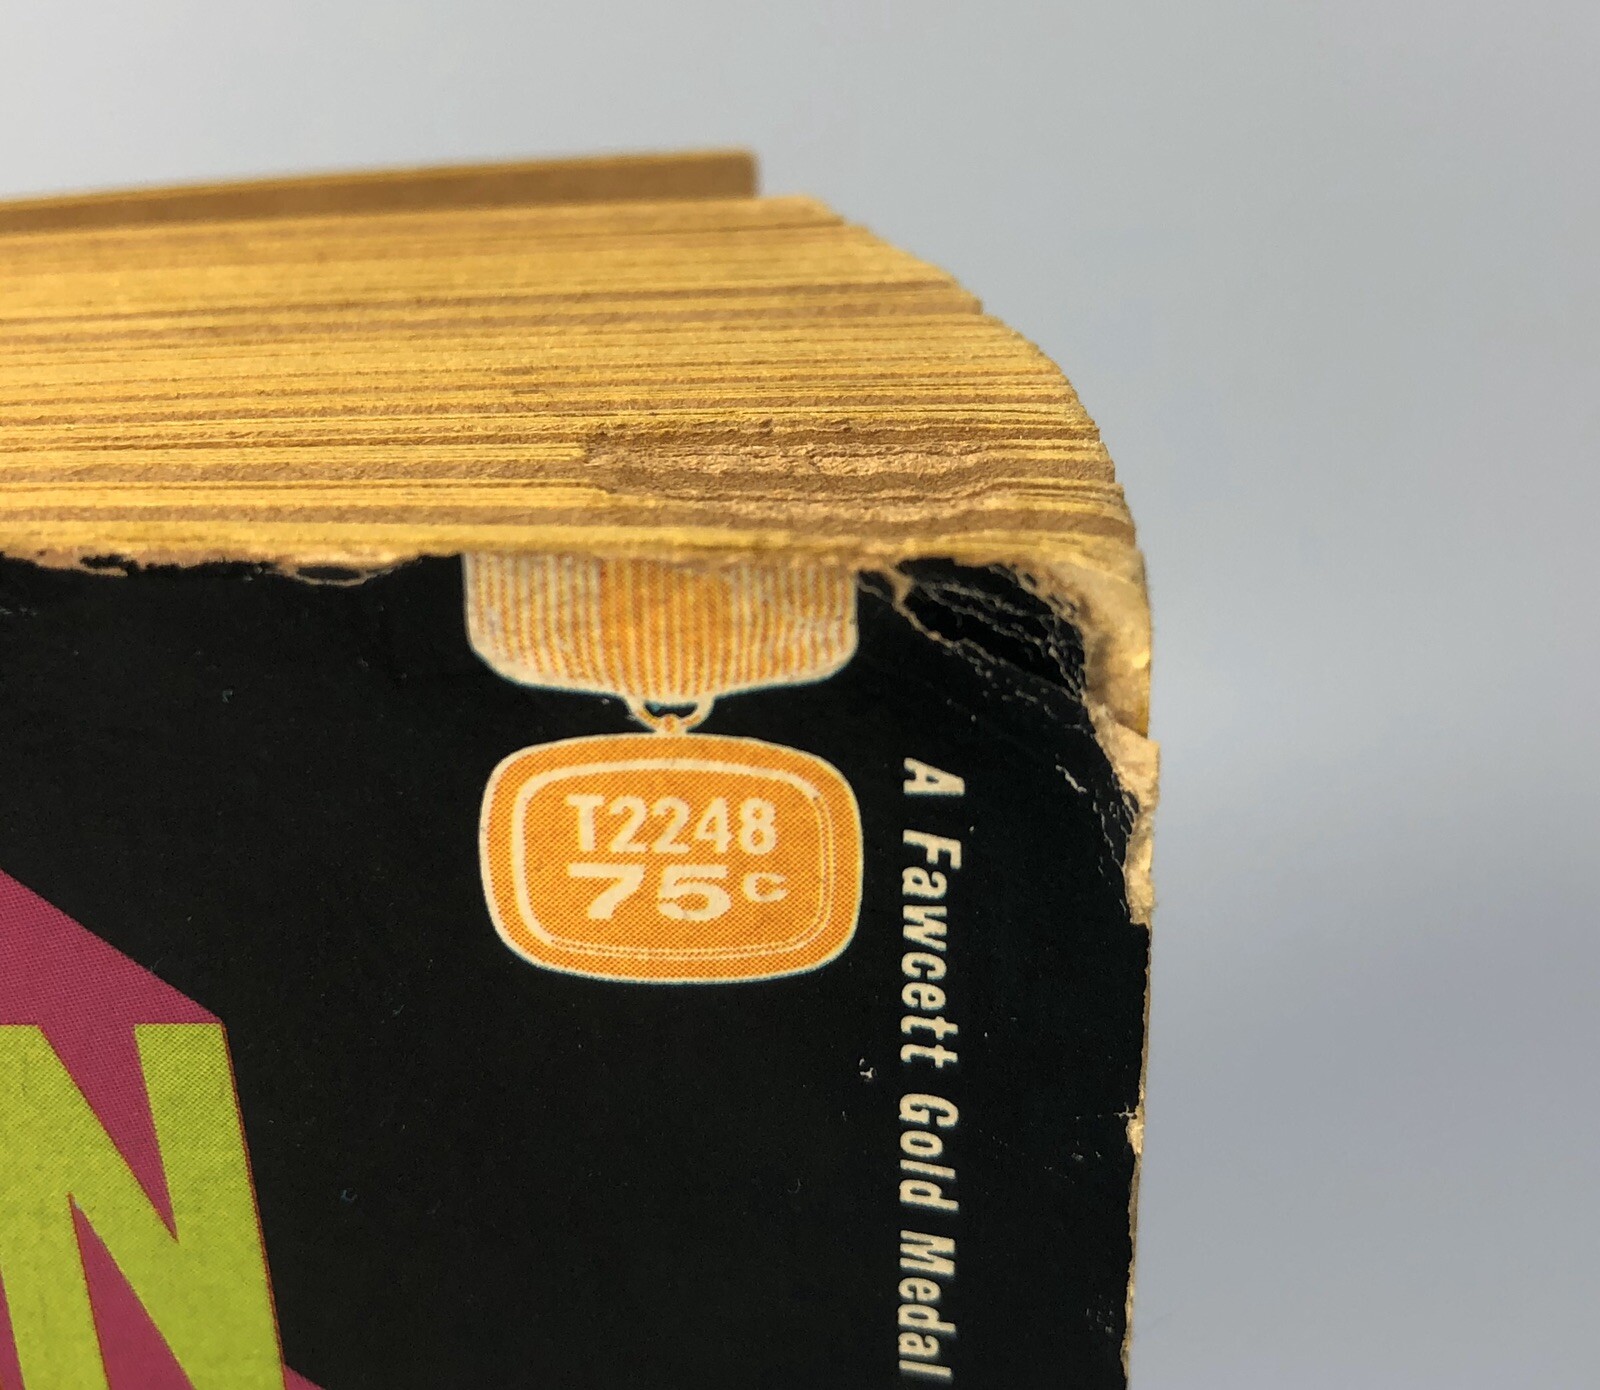 T2248
75c
A Fawcett Gold Medal
N